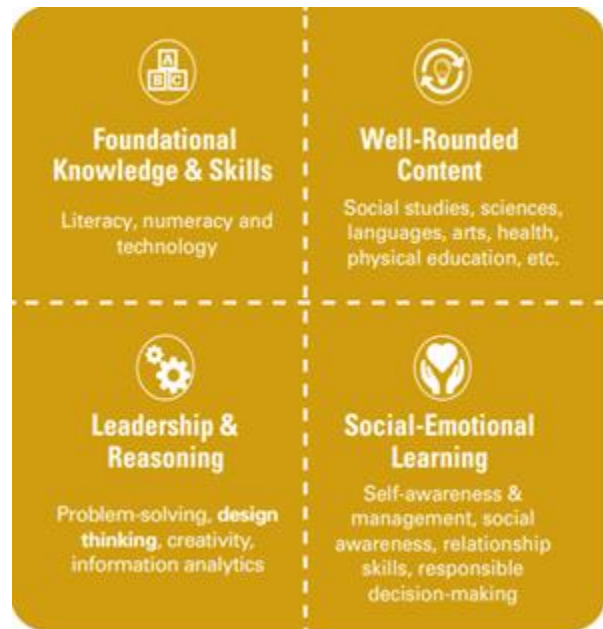 A
B C
Foundational
Knowledge & Skills
Literacy, numeracy and
technology
Well-Rounded
Content
Social studies, sciences,
languages, arts, health,
physical education, etc.
Leadership &
Reasoning
Problem-solving, design
thinking, creativity,
information analytics
Social-Emotional
Learning
Self-awareness &
management, social
awareness, relationship
skills, responsible
decision-making